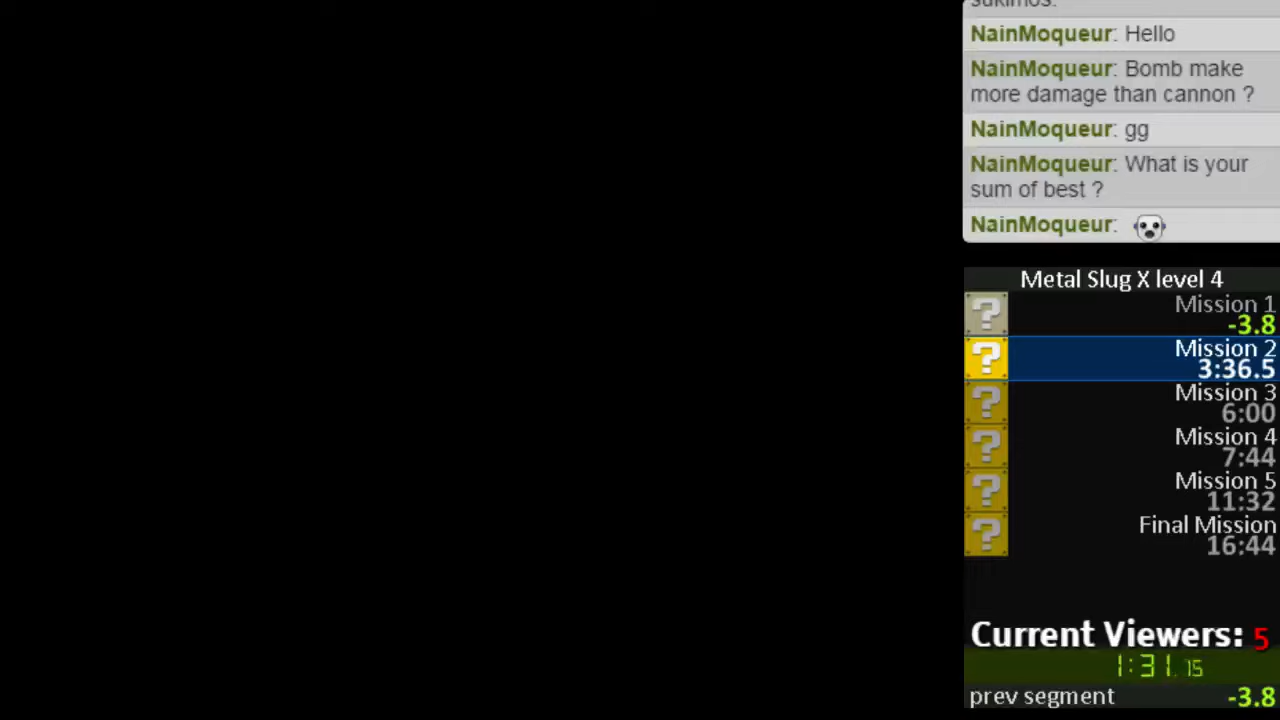 sukimos.
NainMoqueur: Hello
NainMoqueur: Bomb make
more damage than cannon ?
NainMoqueur: gg
NainMoqueur: What is your
sum of best ?
NainMoqueur:
Metal Slug X level 4
Mission 1
-3.8
Mission 2
3:36.5
Mission 3
6:00
Mission 4
7:44
Mission 5
11:32
Final Mission
16:44
Current Viewers: 5
1:31.15
prev segment -3.8